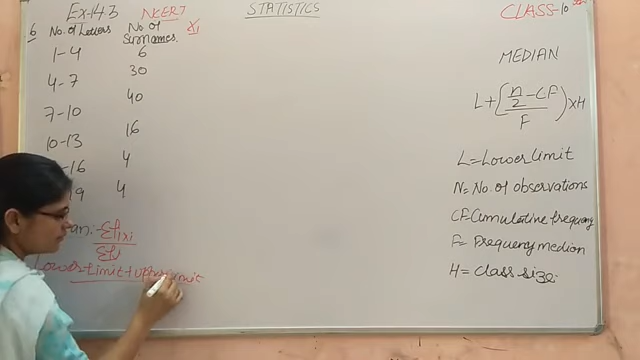 Ex-14.3 NCERT STATISTICS CLASS-10
6 No. of Letters No. of Surnames. xi
1-4 6
4-7 30
7-10 40
10-13 16
-16 4
19 4
an:- Σfixi
Σfi
Lower Limit + upper limit
MEDIAN
L+(n/2-CF/F)×H
L=Lower limit
N=No. of observations
CF=Cumulative frequency
F=Frequency median
H=Class size